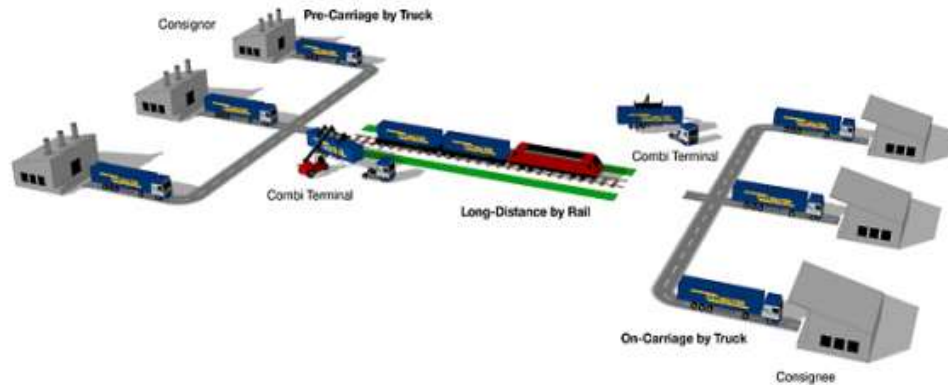 Consignor
Pre-Carriage by Truck
Combi Terminal
Long-Distance by Rail
Combi Terminal
On-Carriage by Truck
Consignee